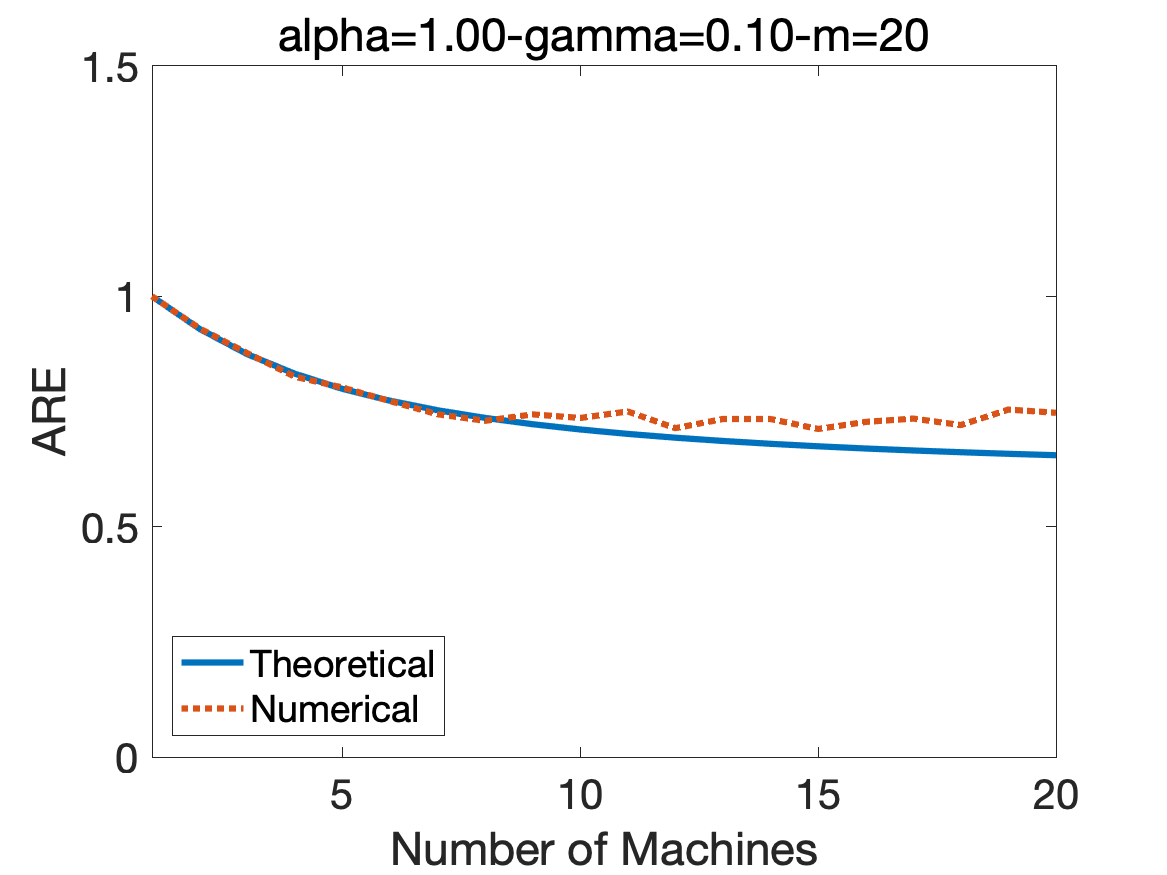 alpha=1.00-gamma=0.10-m=20
1.5
1
0.5
0
ARE
Theoretical
Numerical
5 10 15 20
Number of Machines